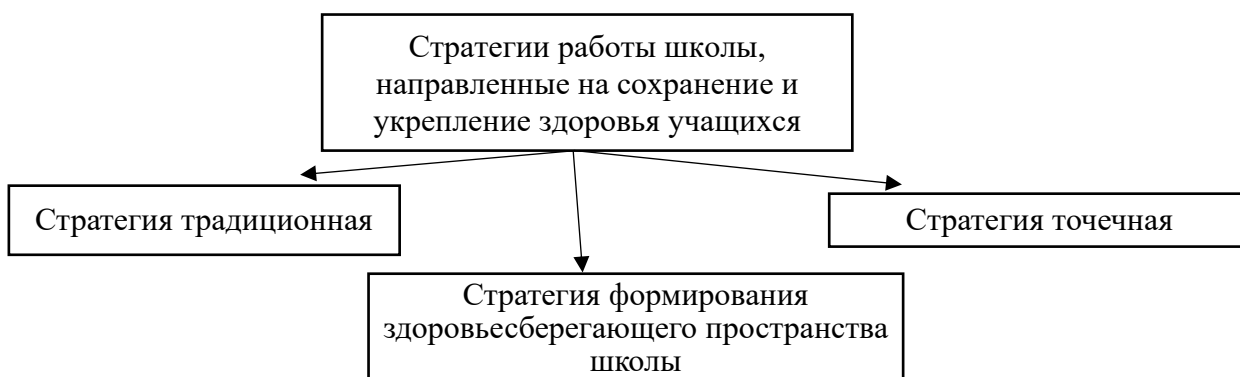 Стратегии работы школы,
направленные на сохранение и
укрепление здоровья учащихся
Стратегия традиционная
Стратегия точечная
Стратегия формирования
здоровьесберегающего пространства
школы